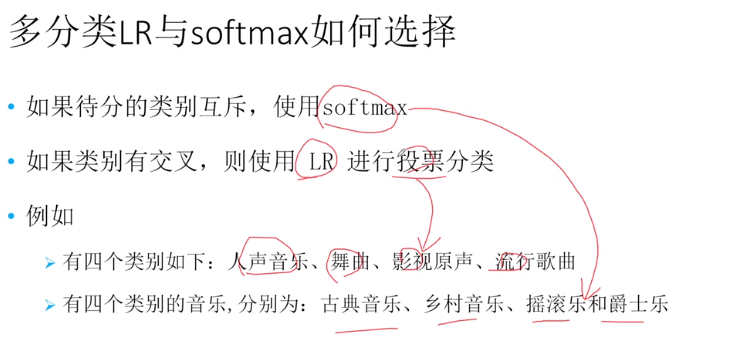 多分类LR与softmax如何选择
• 如果待分的类别互斥，使用softmax
• 如果类别有交叉，则使用 LR 进行投票分类
• 例如
➢ 有四个类别如下：人声音乐、舞曲、影视原声、流行歌曲
➢ 有四个类别的音乐,分别为：古典音乐、乡村音乐、摇滚乐和爵士乐